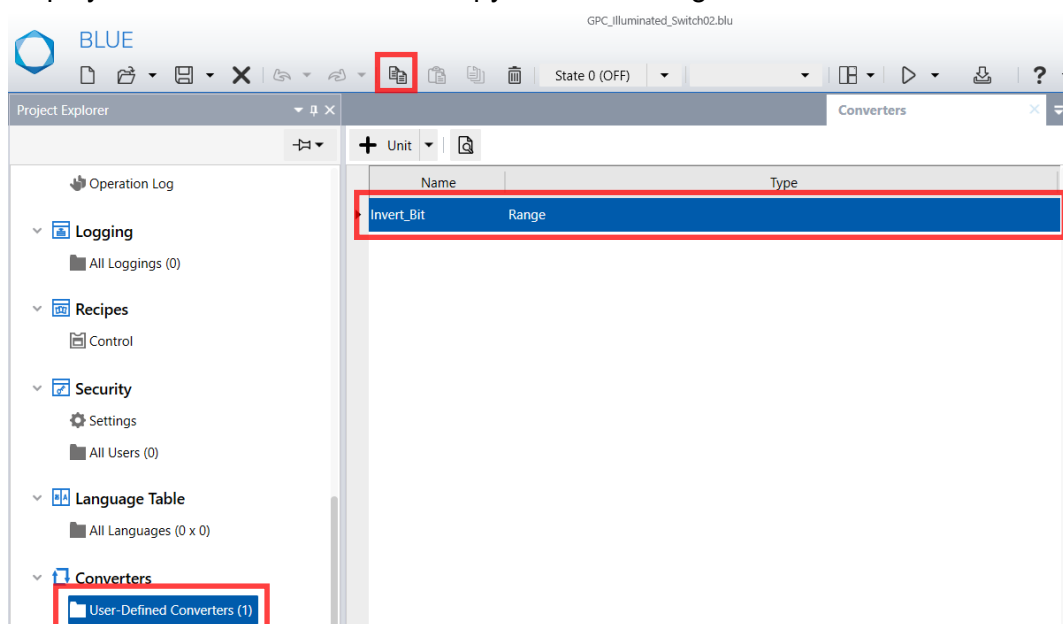 GPC_Illuminated_Switch02.blu
BLUE
State 0 (OFF)
?
Project Explorer
Converters
Unit
Operation Log
Name Type
Invert_Bit Range
Logging
All Loggings (0)
Recipes
Control
Security
Settings
All Users (0)
Language Table
All Languages (0 x 0)
Converters
User-Defined Converters (1)